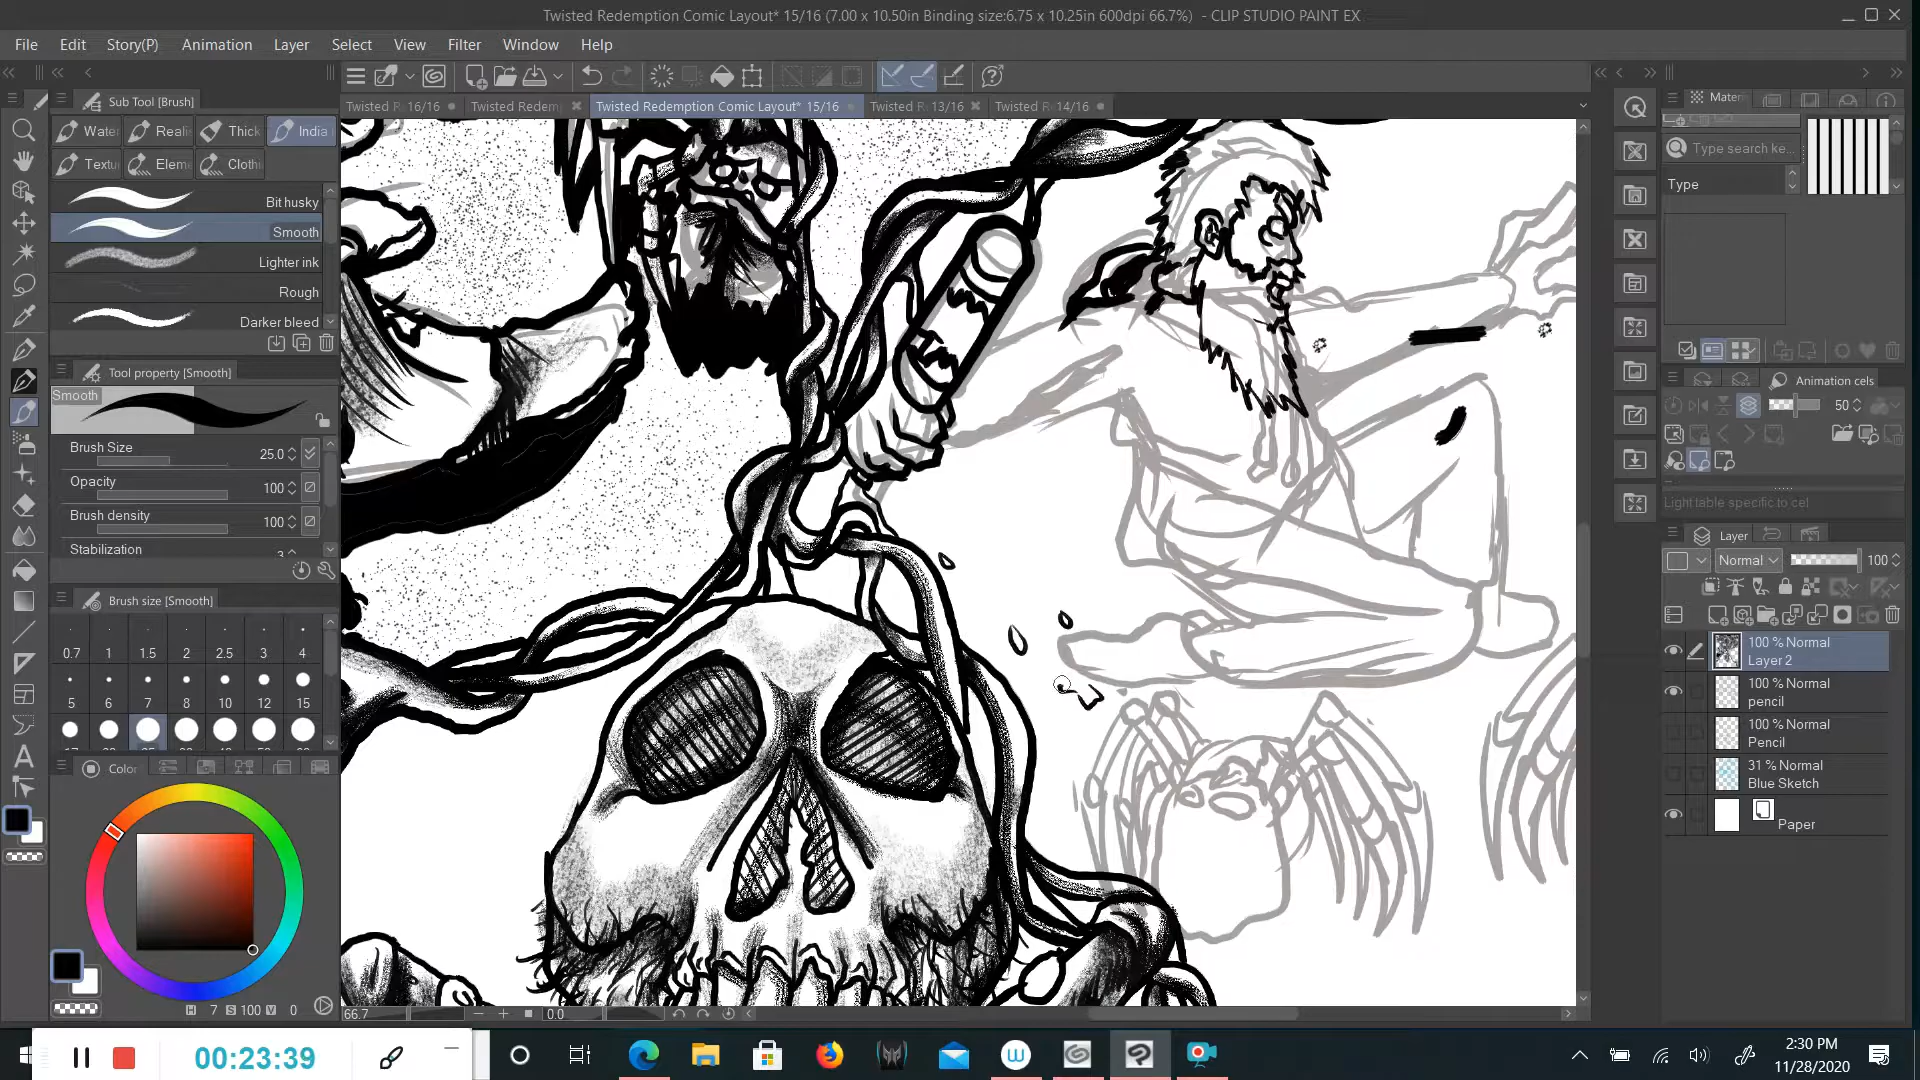 Twisted Redemption Comic Layout* 15/16 (7.00 x 10.50in Binding size:6.75 x 10.25in 600dpi 66.7%) - CLIP STUDIO PAINT EX
File Edit Story(P) Animation Layer Select View Filter Window Help
Sub Tool [Brush]
Twisted R 16/16 Twisted Redem Twisted Redemption Comic Layout* 15/16 Twisted R 13/16 Twisted Re 14/16
Mater
Water Reali Thick India
Textu Eleme Cloth
Type search ke...
Type
Bit husky
Smooth
Lighter ink
Rough
Darker bleed
Tool property [Smooth]
Smooth
Animation cels
50
Brush Size 25.0
Opacity 100
Brush density 100
Stabilization 3
Light table specific to cel
Layer
Normal 100
Brush size [Smooth]
0.7 1 1.5 2 2.5 3 4
5 6 7 8 10 12 15
100 % Normal
Layer 2
100 % Normal
pencil
100 % Normal
Pencil
31 % Normal
Blue Sketch
Paper
Color
H 7 S 100 V 0
66.7 0.0
00:23:39
2:30 PM
11/28/2020